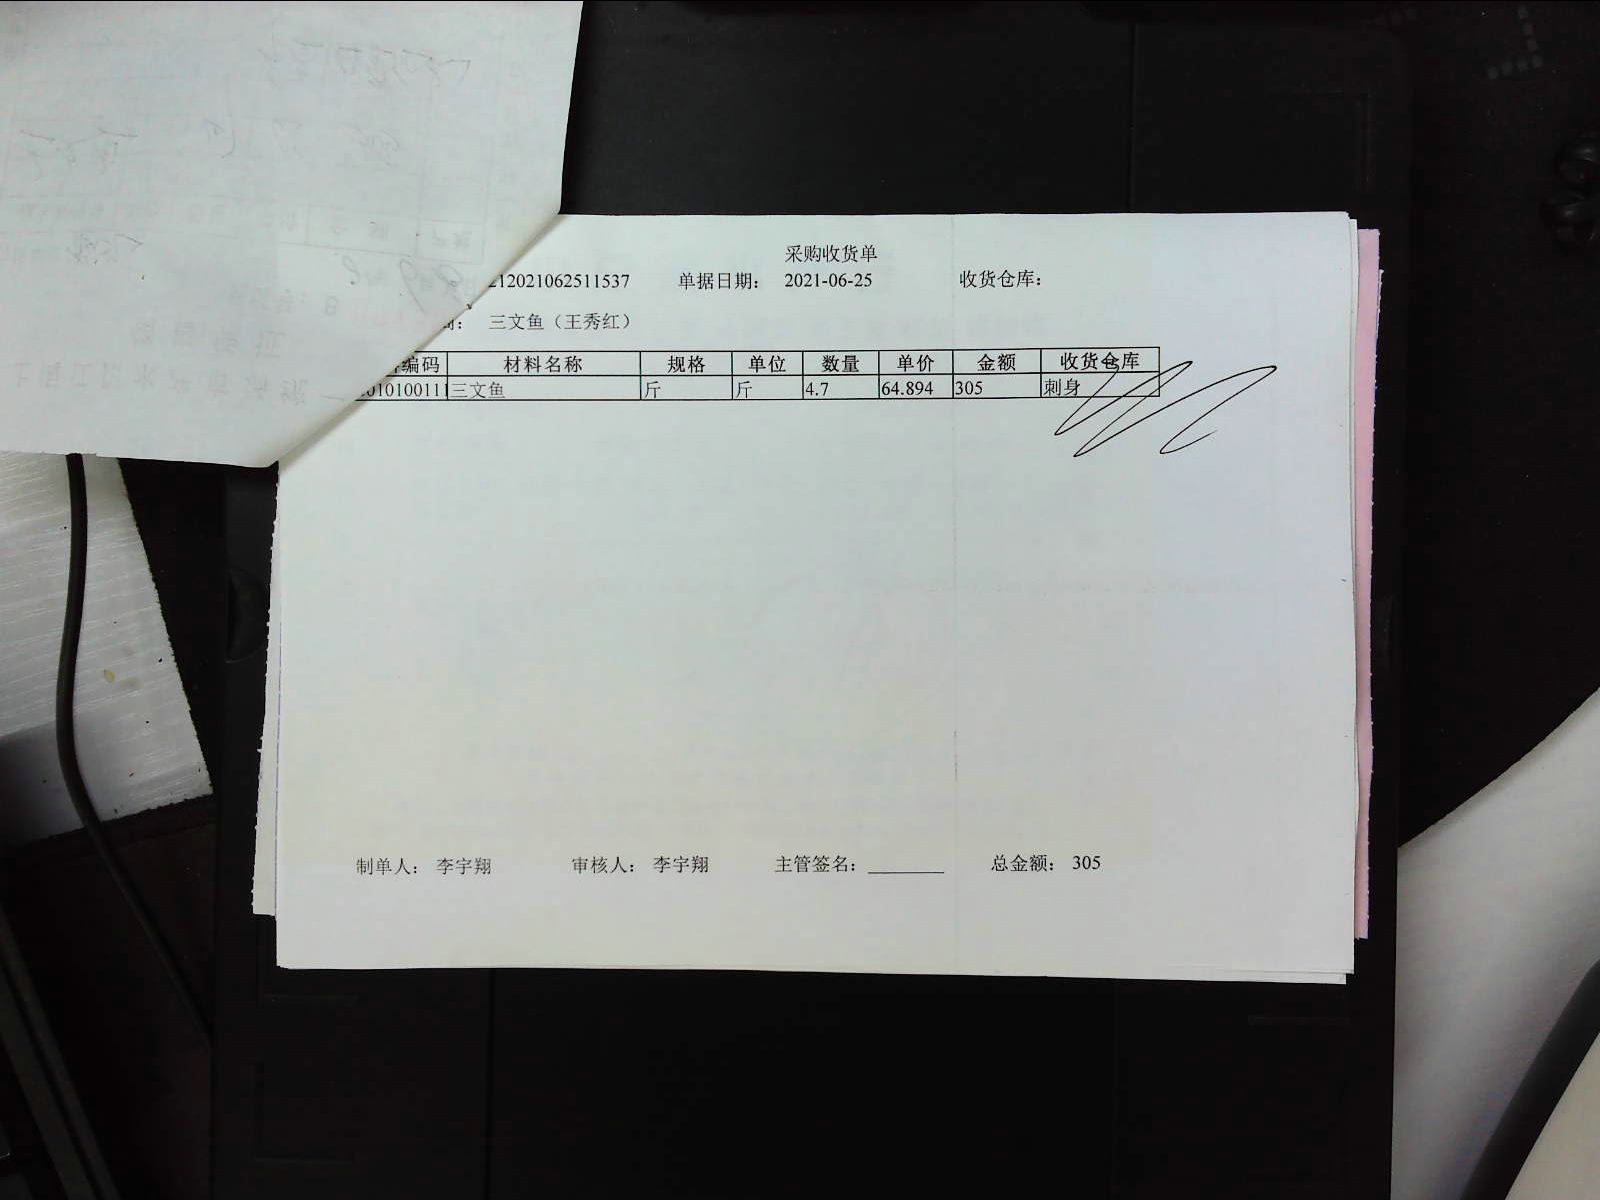 采购收货单
212021062511537 单据日期: 2021-06-25 收货仓库:
三文鱼（王秀红）
编码 材料名称 规格 单位 数量 单价 金额 收货仓库
010100111 三文鱼 斤 斤 4.7 64.894 305 刺身
制单人: 李宇翔 审核人: 李宇翔 主管签名: 总金额: 305